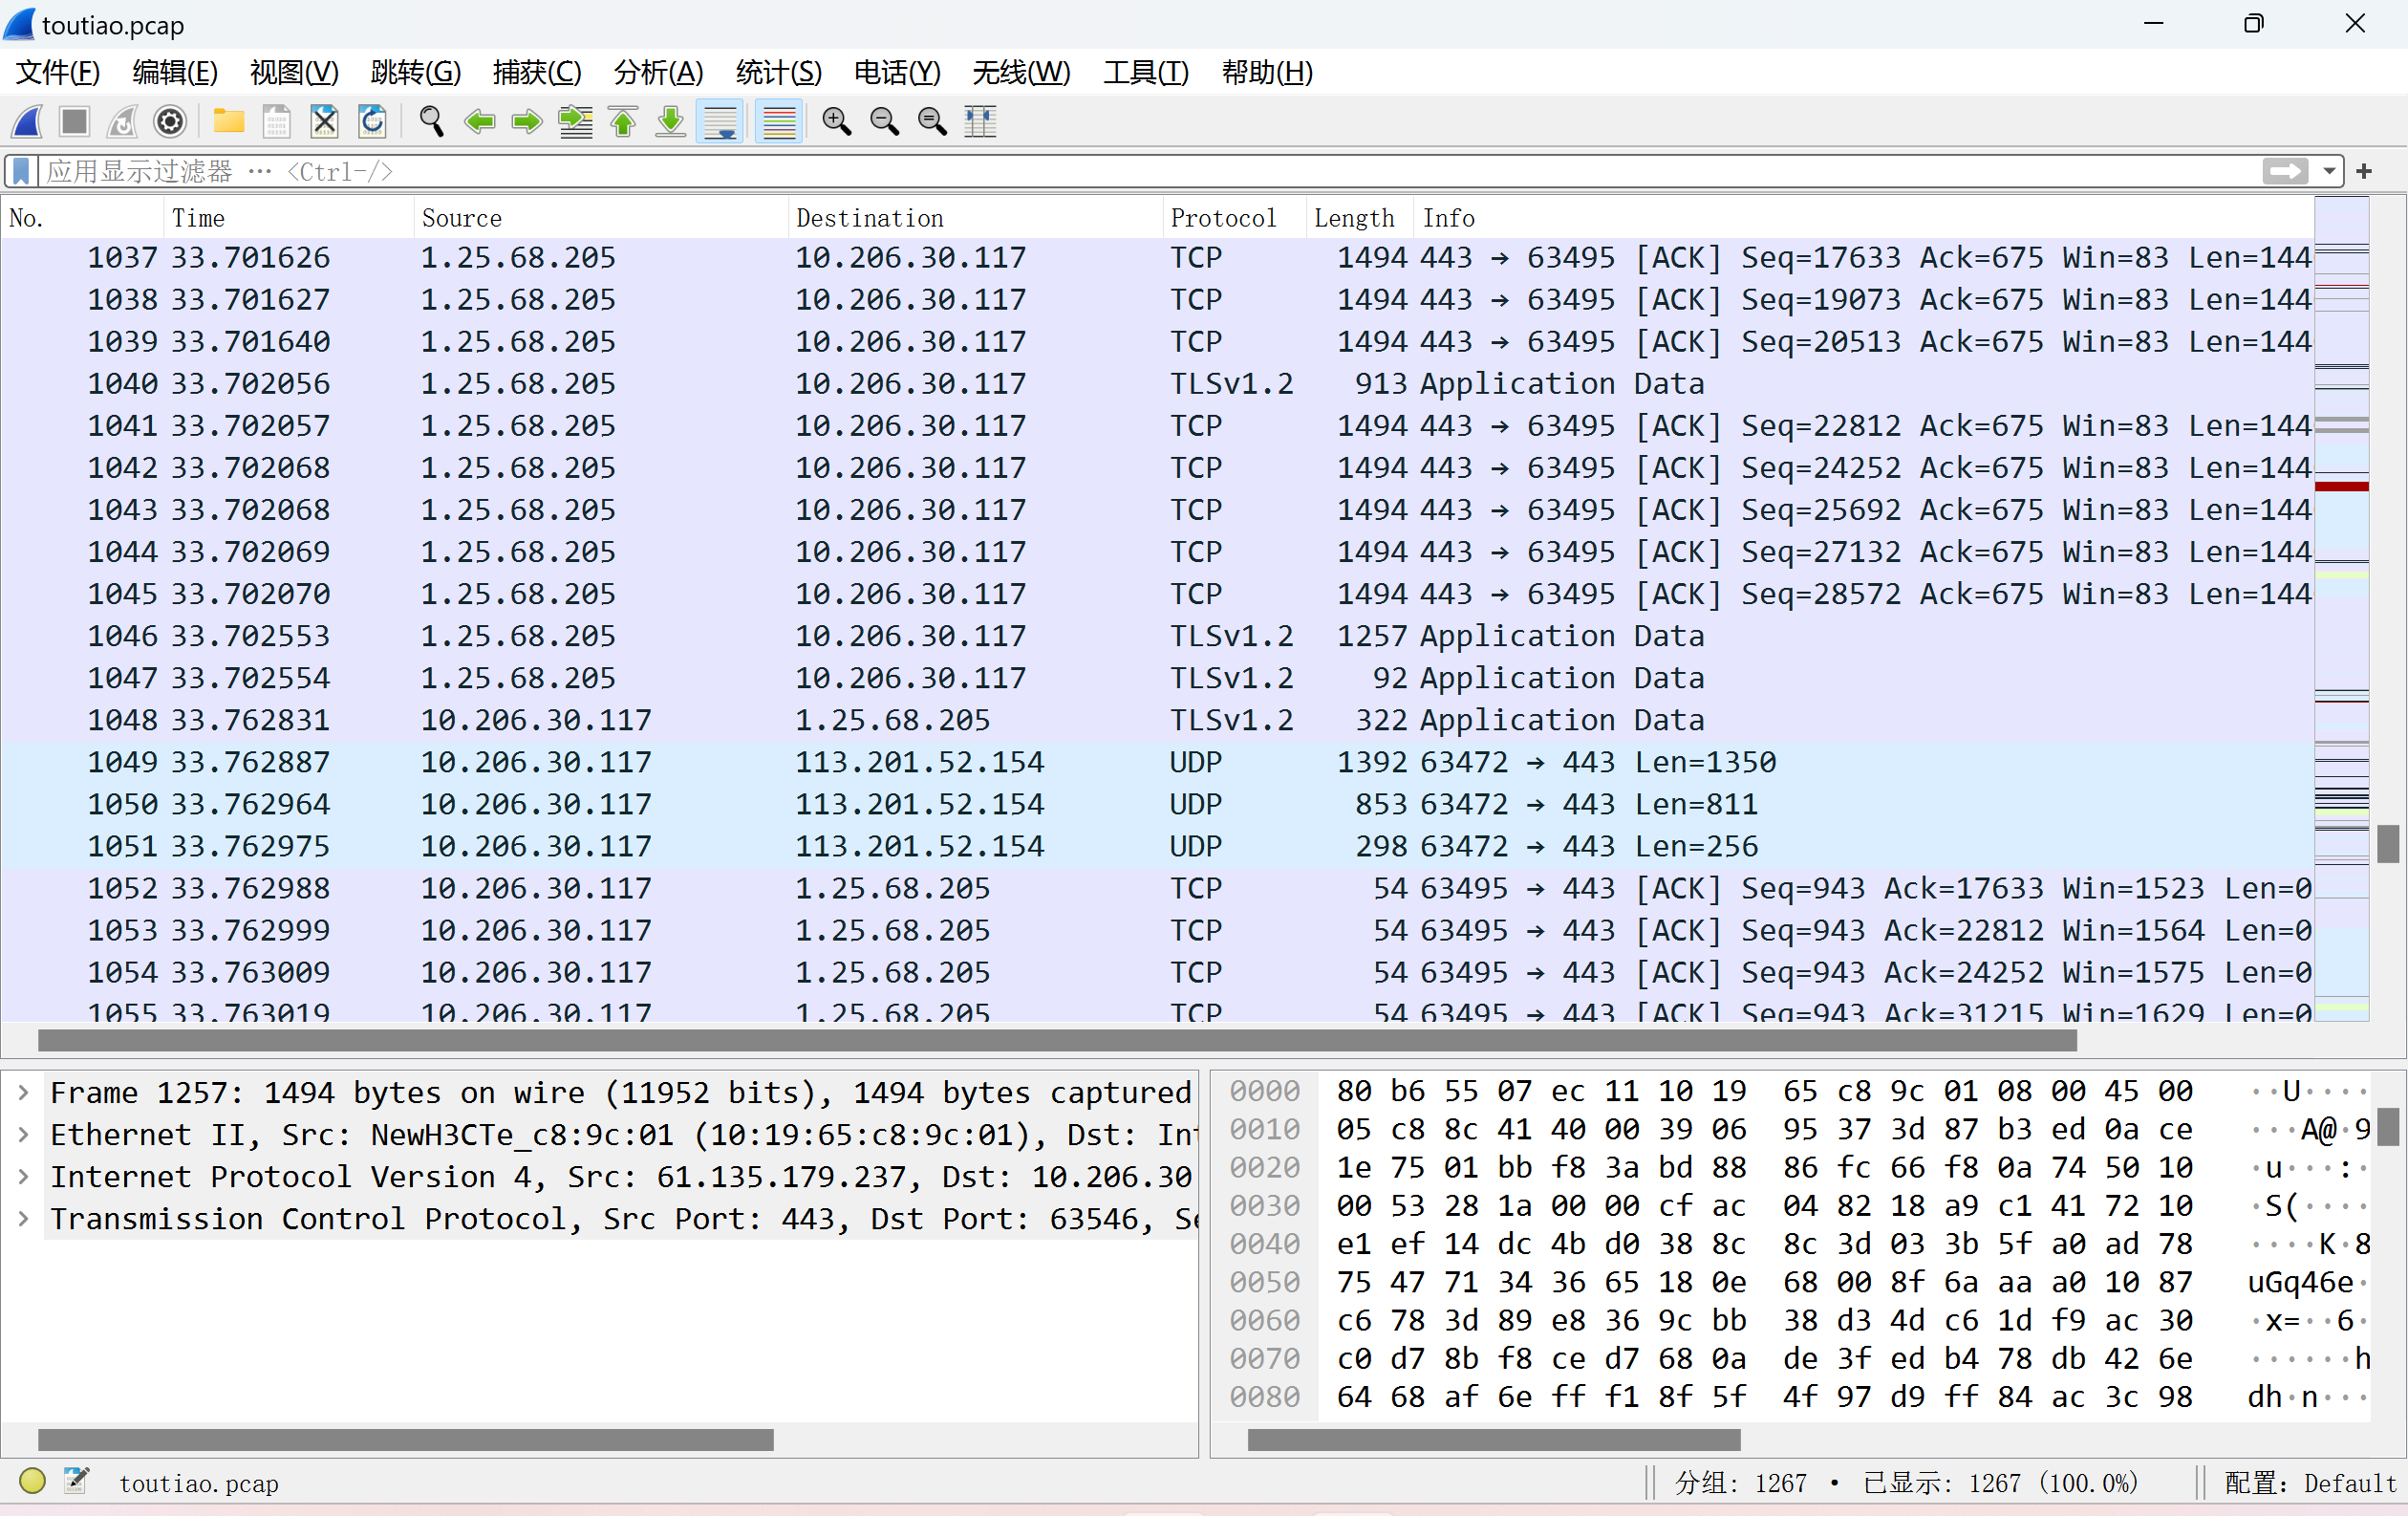 toutiao.pcap
文件(F) 编辑(E) 视图(V) 跳转(G) 捕获(C) 分析(A) 统计(S) 电话(Y) 无线(W) 工具(T) 帮助(H)
应用显示过滤器 ··· <Ctrl-/>
No. Time Source Destination Protocol Length Info
1037 33.701626 1.25.68.205 10.206.30.117 TCP 1494 443 → 63495 [ACK] Seq=17633 Ack=675 Win=83 Len=144
1038 33.701627 1.25.68.205 10.206.30.117 TCP 1494 443 → 63495 [ACK] Seq=19073 Ack=675 Win=83 Len=144
1039 33.701640 1.25.68.205 10.206.30.117 TCP 1494 443 → 63495 [ACK] Seq=20513 Ack=675 Win=83 Len=144
1040 33.702056 1.25.68.205 10.206.30.117 TLSv1.2 913 Application Data
1041 33.702057 1.25.68.205 10.206.30.117 TCP 1494 443 → 63495 [ACK] Seq=22812 Ack=675 Win=83 Len=144
1042 33.702068 1.25.68.205 10.206.30.117 TCP 1494 443 → 63495 [ACK] Seq=24252 Ack=675 Win=83 Len=144
1043 33.702068 1.25.68.205 10.206.30.117 TCP 1494 443 → 63495 [ACK] Seq=25692 Ack=675 Win=83 Len=144
1044 33.702069 1.25.68.205 10.206.30.117 TCP 1494 443 → 63495 [ACK] Seq=27132 Ack=675 Win=83 Len=144
1045 33.702070 1.25.68.205 10.206.30.117 TCP 1494 443 → 63495 [ACK] Seq=28572 Ack=675 Win=83 Len=144
1046 33.702553 1.25.68.205 10.206.30.117 TLSv1.2 1257 Application Data
1047 33.702554 1.25.68.205 10.206.30.117 TLSv1.2 92 Application Data
1048 33.762831 10.206.30.117 1.25.68.205 TLSv1.2 322 Application Data
1049 33.762887 10.206.30.117 113.201.52.154 UDP 1392 63472 → 443 Len=1350
1050 33.762964 10.206.30.117 113.201.52.154 UDP 853 63472 → 443 Len=811
1051 33.762975 10.206.30.117 113.201.52.154 UDP 298 63472 → 443 Len=256
1052 33.762988 10.206.30.117 1.25.68.205 TCP 54 63495 → 443 [ACK] Seq=943 Ack=17633 Win=1523 Len=0
1053 33.762999 10.206.30.117 1.25.68.205 TCP 54 63495 → 443 [ACK] Seq=943 Ack=22812 Win=1564 Len=0
1054 33.763009 10.206.30.117 1.25.68.205 TCP 54 63495 → 443 [ACK] Seq=943 Ack=24252 Win=1575 Len=0
1055 33.763019 10.206.30.117 1.25.68.205 TCP 54 63495 → 443 [ACK] Seq=943 Ack=31215 Win=1629 Len=0
Frame 1257: 1494 bytes on wire (11952 bits), 1494 bytes captured
Ethernet II, Src: NewH3CTe_c8:9c:01 (10:19:65:c8:9c:01), Dst: Int
Internet Protocol Version 4, Src: 61.135.179.237, Dst: 10.206.30
Transmission Control Protocol, Src Port: 443, Dst Port: 63546, Se
0000 80 b6 55 07 ec 11 10 19 65 c8 9c 01 08 00 45 00 ··U····
0010 05 c8 8c 41 40 00 39 06 95 37 3d 87 b3 ed 0a ce ···A@·9
0020 1e 75 01 bb f8 3a bd 88 86 fc 66 f8 0a 74 50 10 ·u···:·
0030 00 53 28 1a 00 00 cf ac 04 82 18 a9 c1 41 72 10 ·S(····
0040 e1 ef 14 dc 4b d0 38 8c 8c 3d 03 3b 5f a0 ad 78 ····K·8
0050 75 47 71 34 36 65 18 0e 68 00 8f 6a aa a0 10 87 uGq46e·
0060 c6 78 3d 89 e8 36 9c bb 38 d3 4d c6 1d f9 ac 30 ·x=··6·
0070 c0 d7 8b f8 ce d7 68 0a de 3f ed b4 78 db 42 6e ······h
0080 64 68 af 6e ff f1 8f 5f 4f 97 d9 ff 84 ac 3c 98 dh·n···
toutiao.pcap 分组: 1267 · 已显示: 1267 (100.0%) 配置: Default